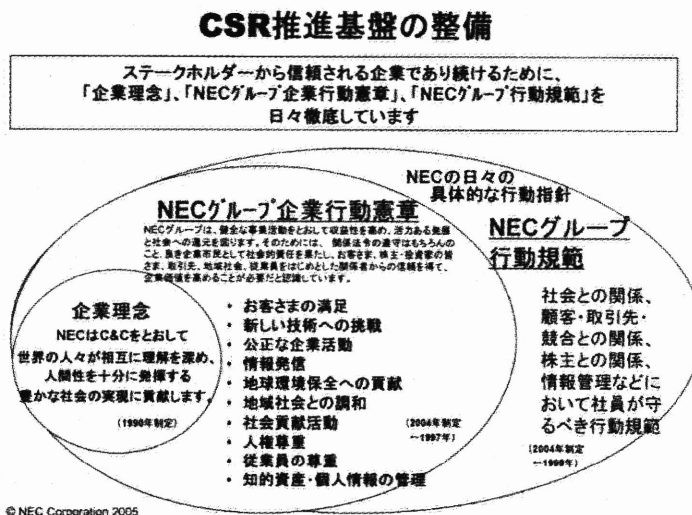 CSR推進基盤の整備
ステークホルダーから信頼される企業であり続けるために、
「企業理念」、「NECグループ企業行動憲章」、「NECグループ行動規範」を
日々徹底しています
NECの日々の
具体的な行動指針
NECグループ企業行動憲章
NECグループは、健全な事業活動をとおして収益性を高め、活力ある発展
と社会への還元を図ります。そのためには、関係法令の遵守はもちろんの
こと、良き企業市民として社会的責任を果たし、お客さま、株主・投資家の皆
さま、取引先、地域社会、従業員をはじめとした関係者からの信頼を得て、
企業価値を高めることが必要だと認識しています。
企業理念
NECはC&Cをとおして
世界の人々が相互に理解を深め、
人間性を十分に発揮する
豊かな社会の実現に貢献します。
(1990年制定)
・ お客さまの満足
・ 新しい技術への挑戦
・ 公正な企業活動
・ 情報発信
・ 地球環境保全への貢献
・ 地域社会との調和
・ 社会貢献活動
・ 人権尊重
・ 従業員の尊重
・ 知的資産・個人情報の管理
(2004年制定
～1997年)
NECグループ
行動規範
社会との関係、
顧客・取引先・
競合との関係、
株主との関係、
情報管理などに
おいて社員が守
るべき行動規範
(2004年制定
～1999年)
© NEC Corporation 2005